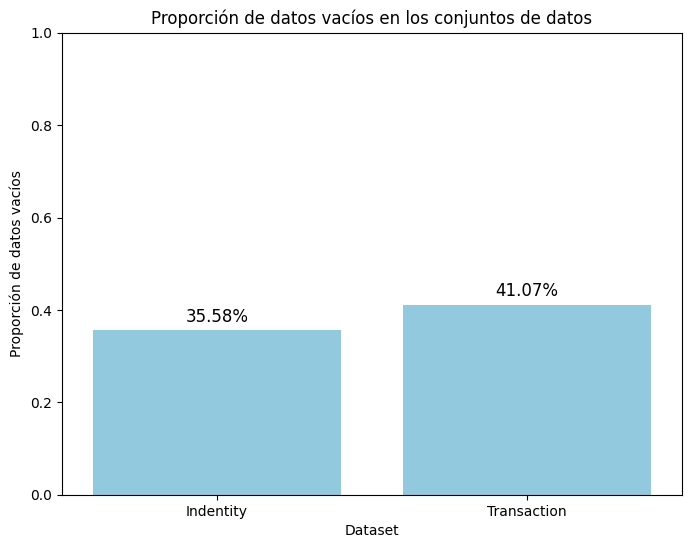 Proporción de datos vacíos en los conjuntos de datos
Proporción de datos vacíos
1.0
0.8
0.6
0.4
0.2
0.0
35.58%
41.07%
Indentity
Transaction
Dataset